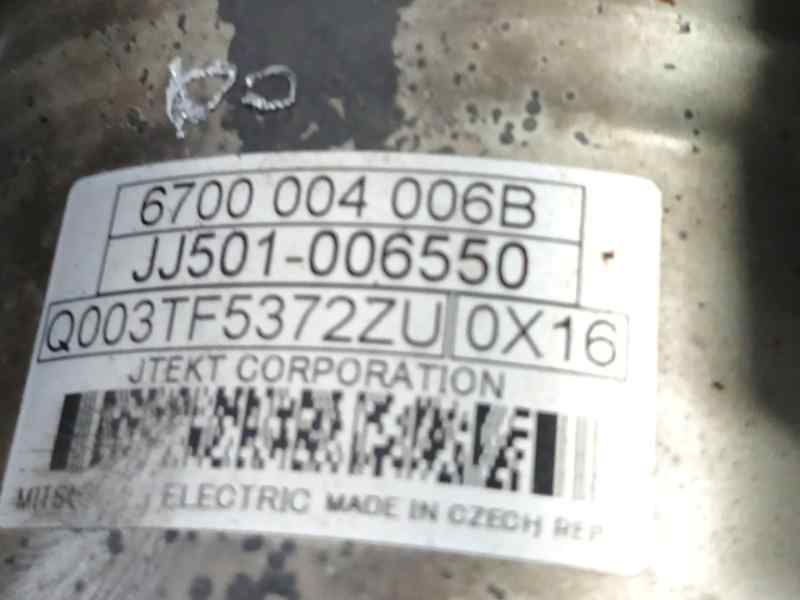 6700 004 006B
JJ501-006550
Q003TF5372ZU 0X16
JTEKT CORPORATION
ELECTRIC MADE IN CZECH REP